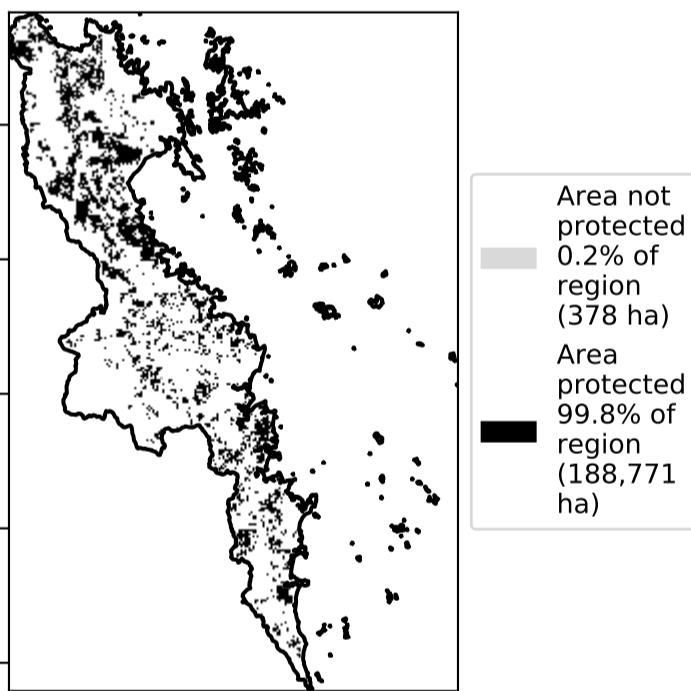 Area not
protected
0.2% of
region
(378 ha)
Area
protected
99.8% of
region
(188,771
ha)